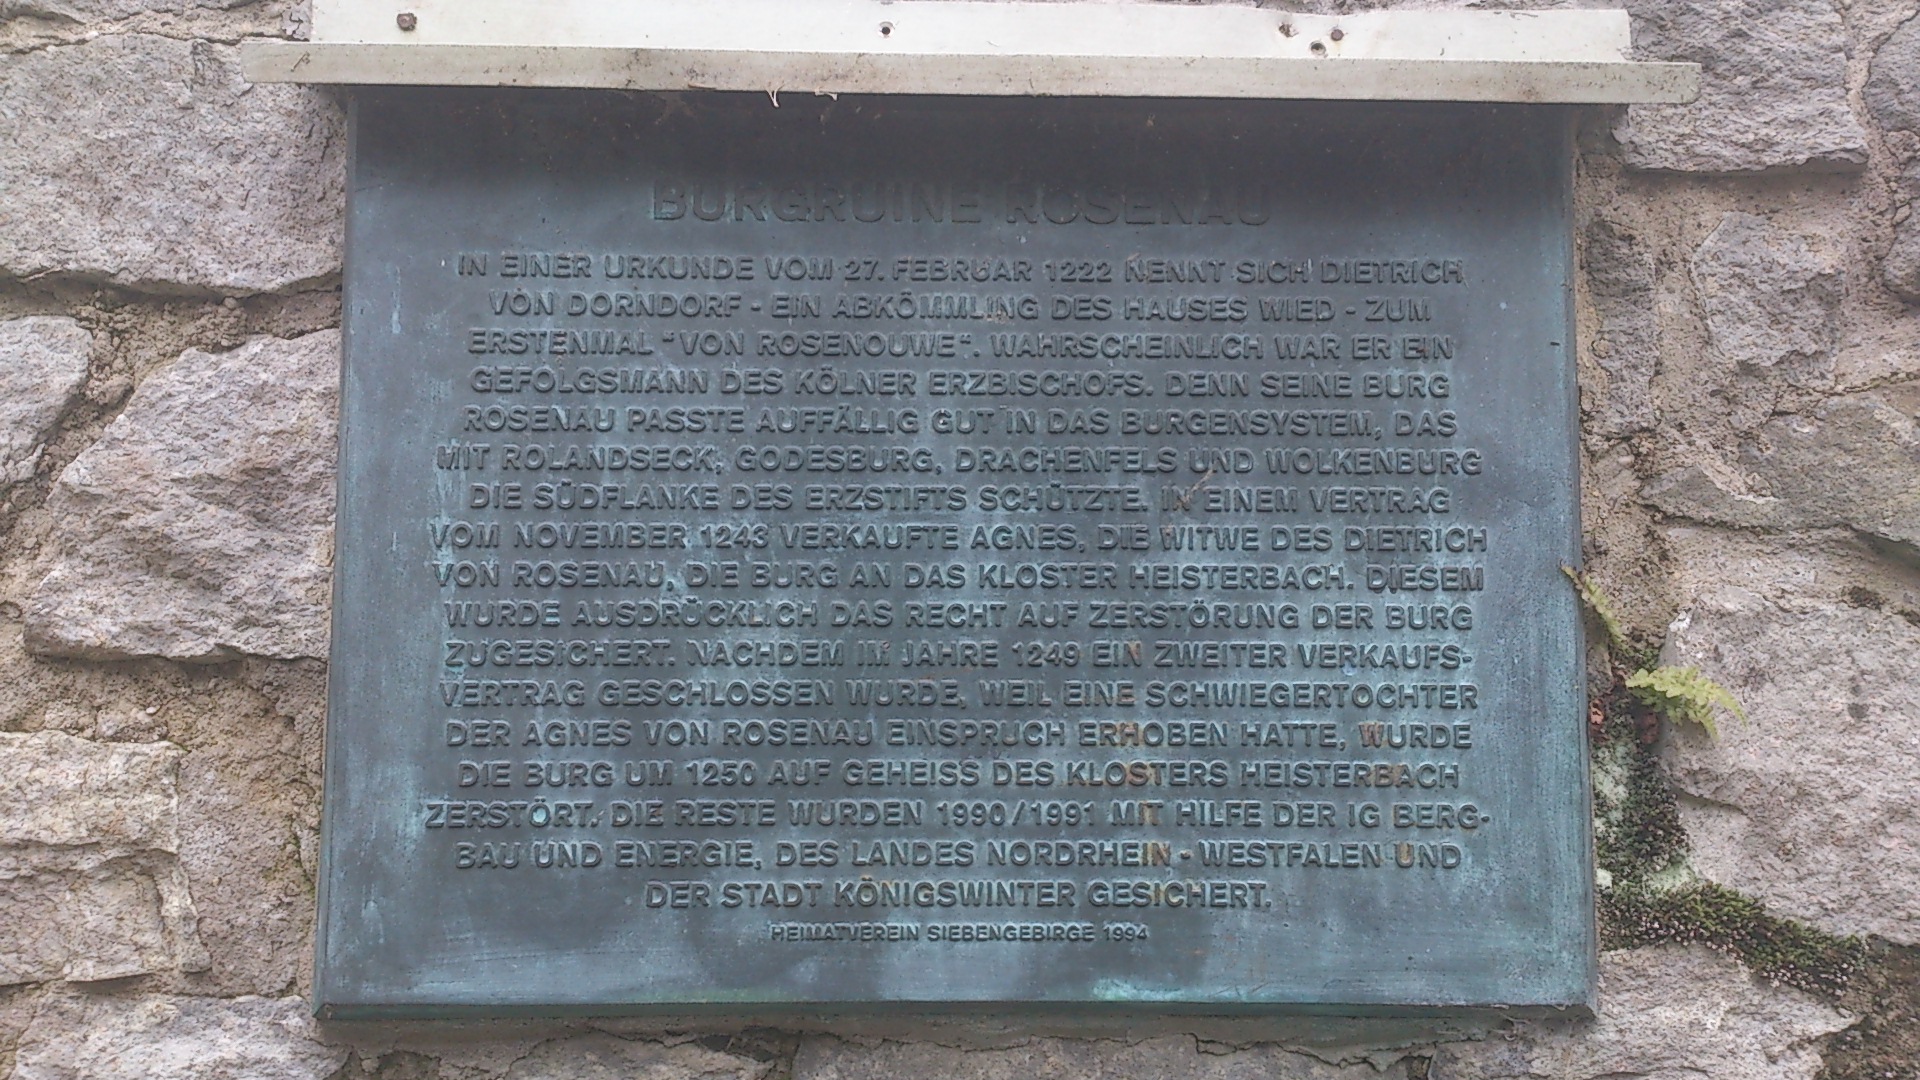 BURGRUINE ROSENAU
IN EINER URKUNDE VOM 27. FEBRUAR 1222 NENNT SICH DIETRICH
VON DORNDORF - EIN ABKÖMMLING DES HAUSES WIED - ZUM
ERSTENMAL "VON ROSENOUWE". WAHRSCHEINLICH WAR ER EIN
GEFOLGSMANN DES KÖLNER ERZBISCHOFS. DENN SEINE BURG
ROSENAU PASSTE AUFFÄLLIG GUT IN DAS BURGENSYSTEM, DAS
MIT ROLANDSECK, GODESBURG, DRACHENFELS UND WOLKENBURG
DIE SÜDFLANKE DES ERZSTIFTS SCHÜTZTE. IN EINEM VERTRAG
VOM NOVEMBER 1243 VERKAUFTE AGNES, DIE WITWE DES DIETRICH
VON ROSENAU, DIE BURG AN DAS KLOSTER HEISTERBACH. DIESEM
WURDE AUSDRÜCKLICH DAS RECHT AUF ZERSTÖRUNG DER BURG
ZUGESICHERT. NACHDEM IM JAHRE 1249 EIN ZWEITER VERKAUFS-
VERTRAG GESCHLOSSEN WURDE, WEIL EINE SCHWIEGERTOCHTER
DER AGNES VON ROSENAU EINSPRUCH ERHOBEN HATTE, WURDE
DIE BURG UM 1250 AUF GEHEISS DES KLOSTERS HEISTERBACH
ZERSTÖRT. DIE RESTE WURDEN 1990/1991 MIT HILFE DER IG BERG-
BAU UND ENERGIE, DES LANDES NORDRHEIN - WESTFALEN UND
DER STADT KÖNIGSWINTER GESICHERT.
HEIMATVEREIN SIEBENGEBIRGE 1994